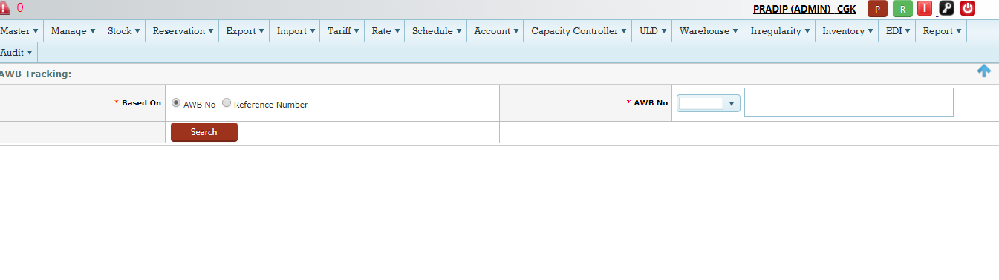 0 PRADIP (ADMIN)- CGK P R T
Master Manage Stock Reservation Export Import Tariff Rate Schedule Account Capacity Controller ULD Warehouse Irregularity Inventory EDI Report
Audit
AWB Tracking:
* Based On AWB No Reference Number * AWB No
Search